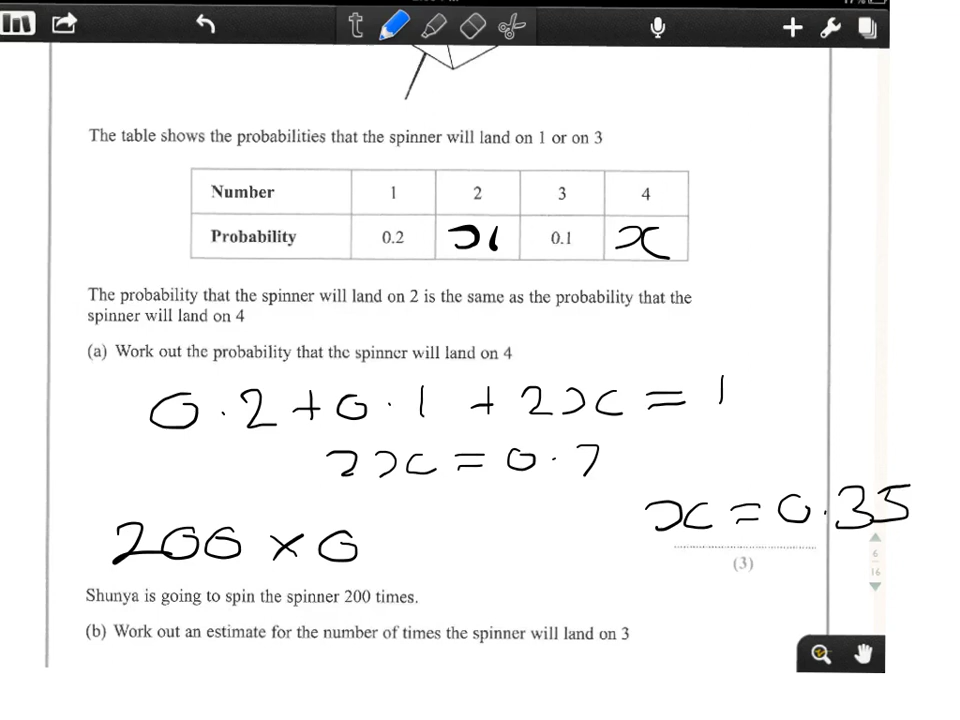 t
The table shows the probabilities that the spinner will land on 1 or on 3
Number 1 2 3 4
Probability 0.2 x 0.1 x
The probability that the spinner will land on 2 is the same as the probability that the
spinner will land on 4
(a) Work out the probability that the spinner will land on 4
0.2+0.1 + 2x = 1
2x = 0.7
x = 0.35
200 × 0
(3)
6
16
Shunya is going to spin the spinner 200 times.
(b) Work out an estimate for the number of times the spinner will land on 3